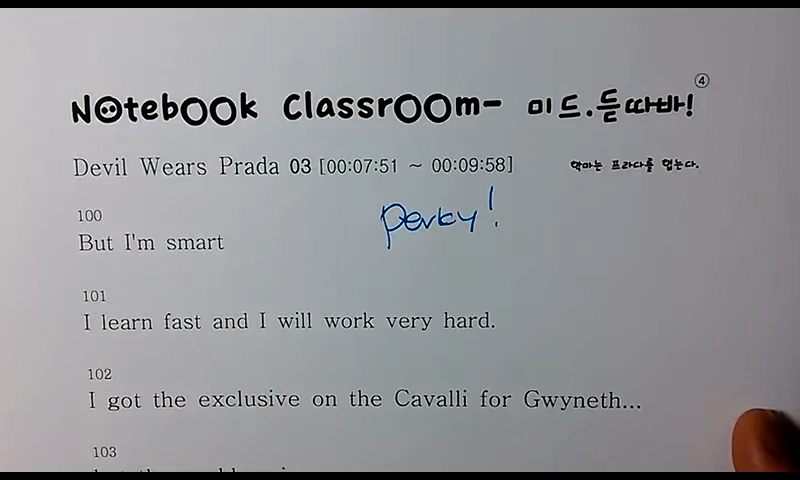 ④
Notebook Classroom- 미드.듣따바!
Devil Wears Prada 03 [00:07:51 ~ 00:09:58] 악마는 프라다를 입는다.
perky!
100
But I'm smart
101
I learn fast and I will work very hard.
102
I got the exclusive on the Cavalli for Gwyneth...
103